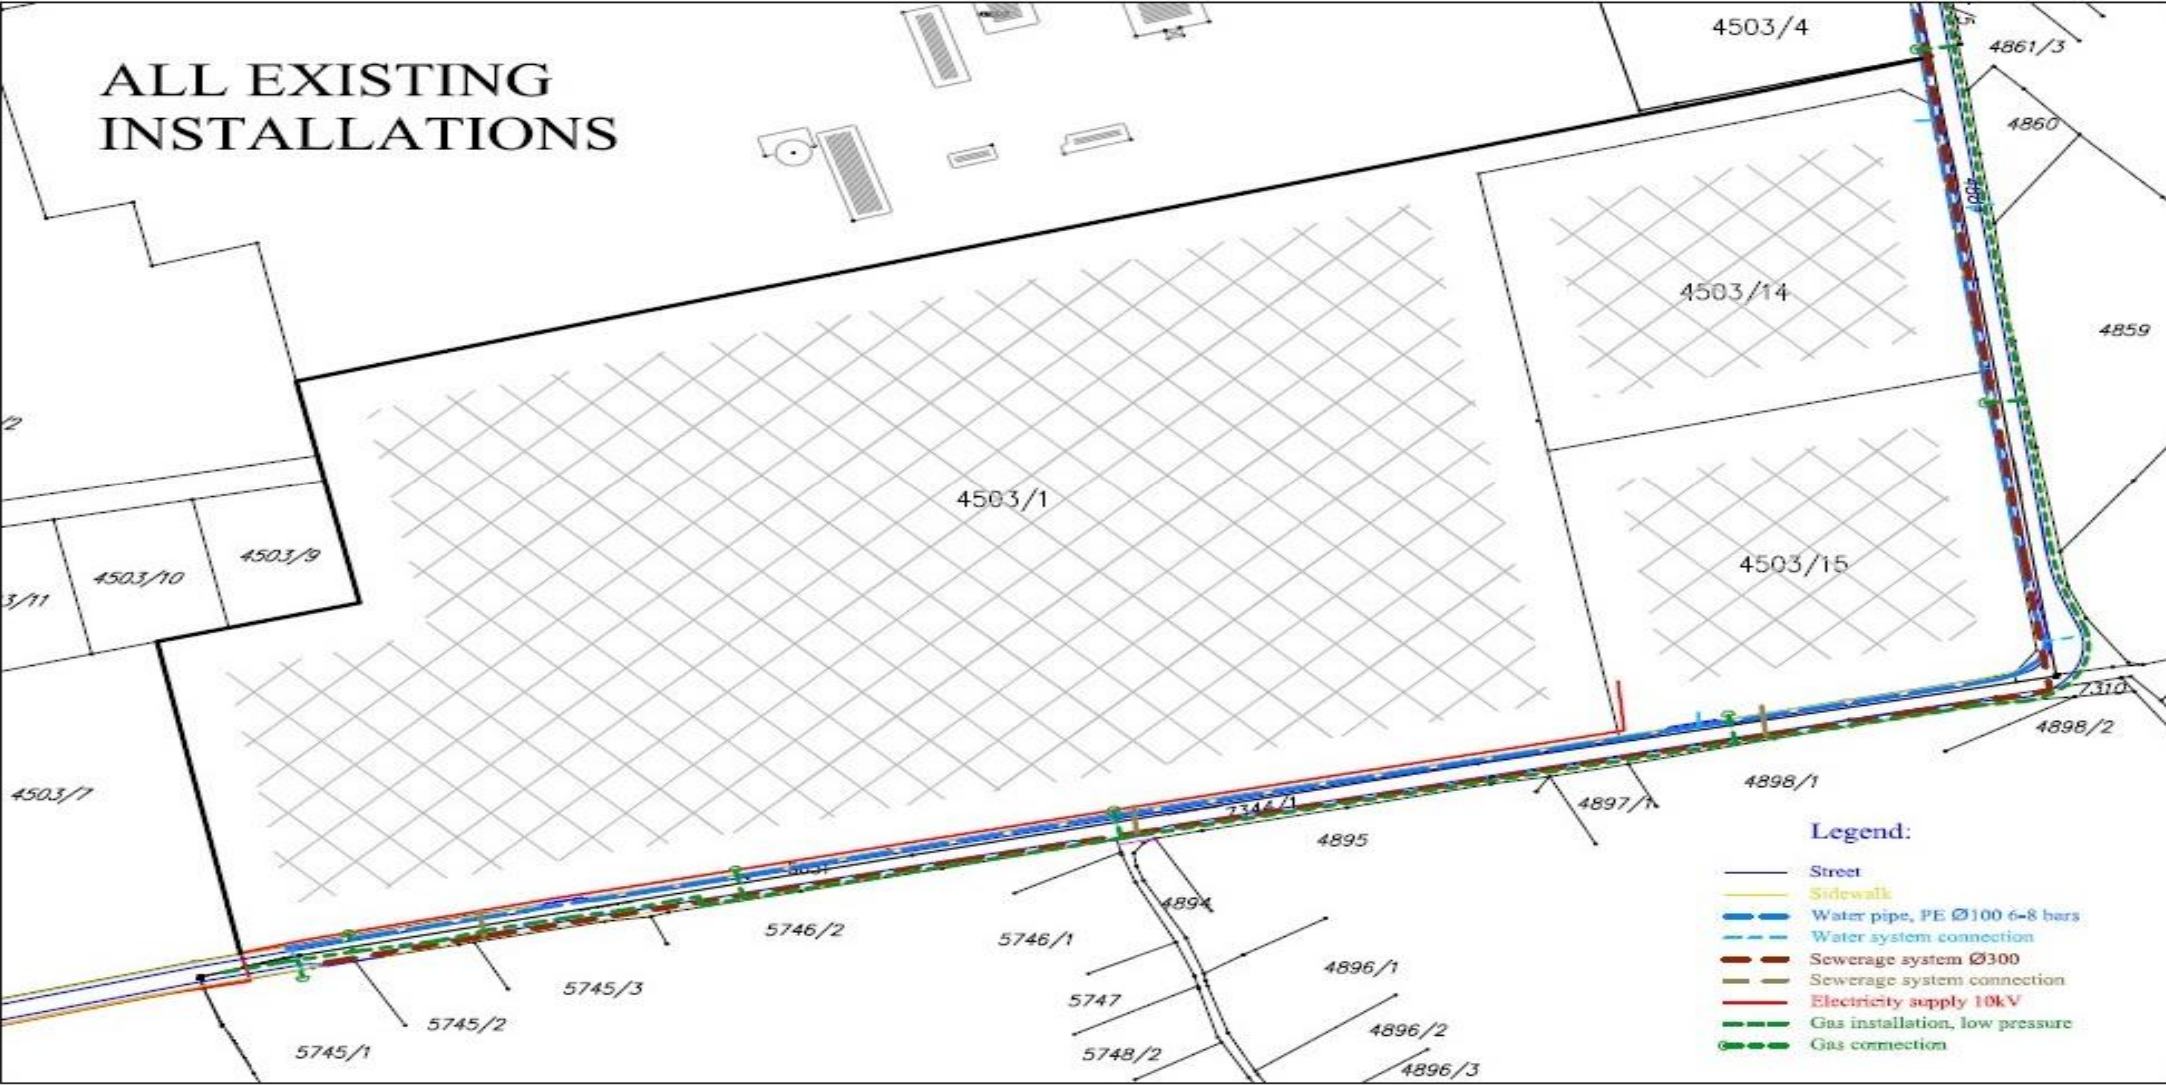 ALL EXISTING
INSTALLATIONS
4503/4
4861/3
4860
4503/14
4859
4503/1
4503/9
4503/10
3/11
4503/15
7310
4898/2
4503/7
4898/1
4897/1
7344/1
4895
4894
5746/2
5746/1
4896/1
5745/3
5747
5745/2
4896/2
5745/1
5748/2
4896/3
Legend:
Street
Sidewalk
Water pipe, PE Ø100 6-8 bars
Water system connection
Sewerage system Ø300
Sewerage system connection
Electricity supply 10kV
Gas installation, low pressure
Gas connection